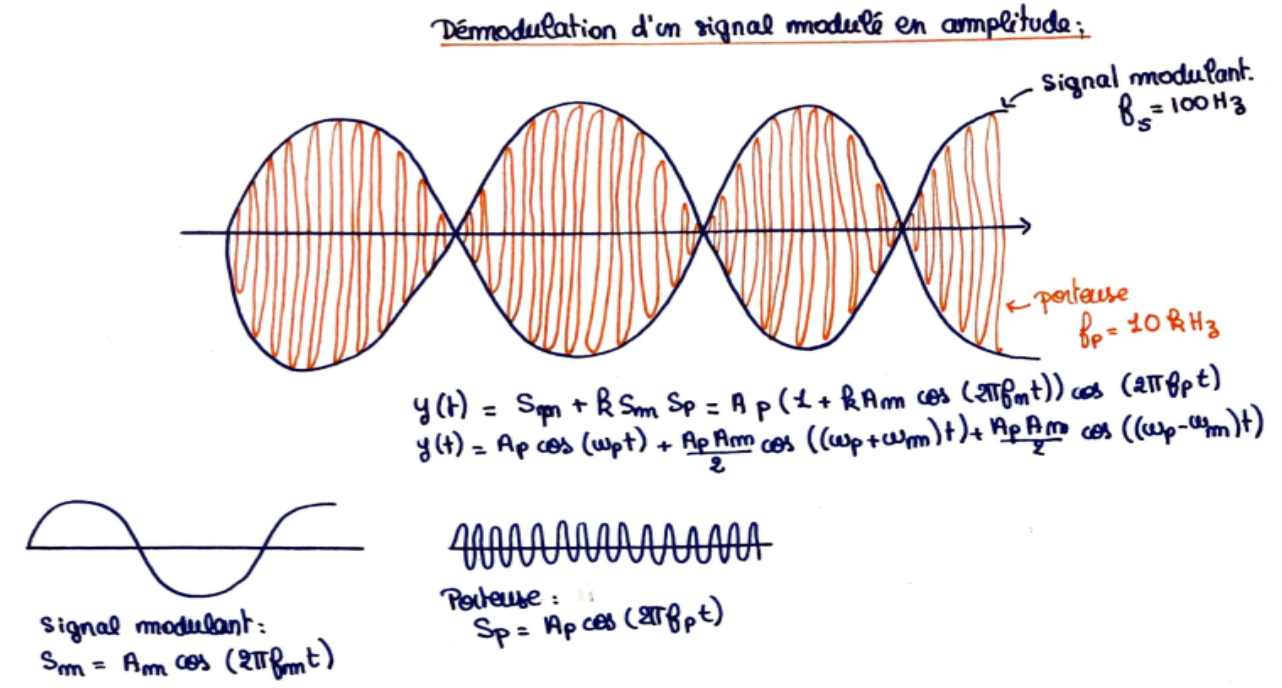 Démodulation d'un signal modulé en amplitude :
signal modulant.
fs = 100 Hz
porteuse
fp = 10 kHz
y(t) = Sm + k Sm Sp = Ap (1 + k Am cos (2πfmt)) cos (2πfpt)
y(t) = Ap cos (ωpt) + ApAm/2 cos ((ωp+ωm)t) + ApAm/2 cos ((ωp-ωm)t)
signal modulant :
Sm = Am cos (2πfmt)
Porteuse :
Sp = Ap cos (2πfpt)